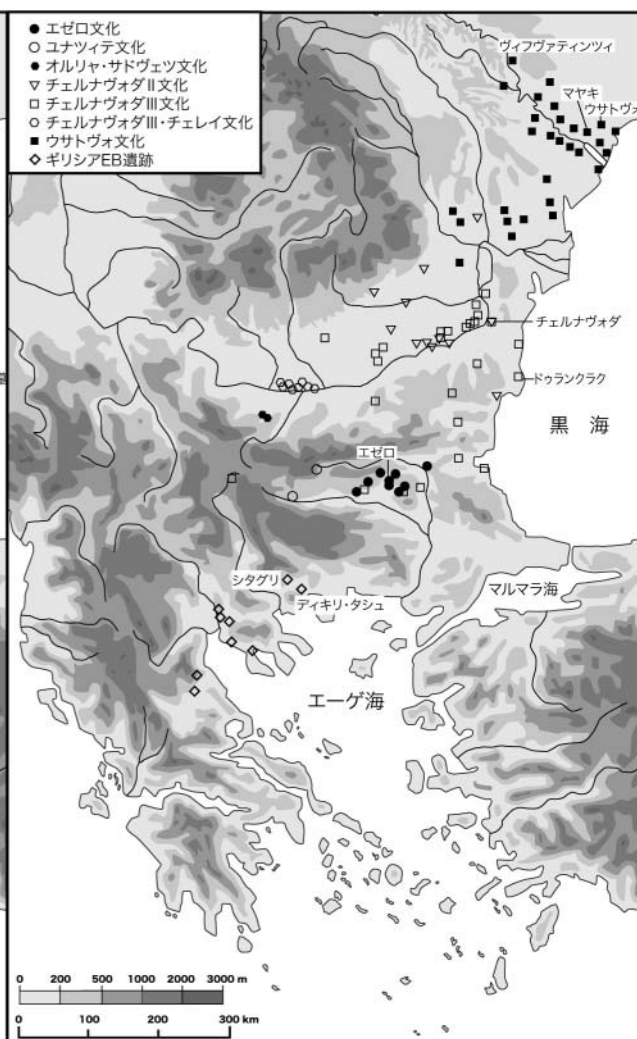 エゼロ文化
ユナツィテ文化
オルリャ・サドヴェツ文化
チェルナヴォダⅡ文化
チェルナヴォダⅢ文化
チェルナヴォダⅢ・チェレイ文化
ウサトヴォ文化
ギリシアEB遺跡
ヴィフヴァティンツィ
マヤキ
ウサトヴォ
チェルナヴォダ
ドゥランクラク
黒 海
エゼロ
シタグリ
ディキリ・タシュ
マルマラ海
エーゲ海
0 200 500 1000 2000 3000 m
0 100 200 300 km